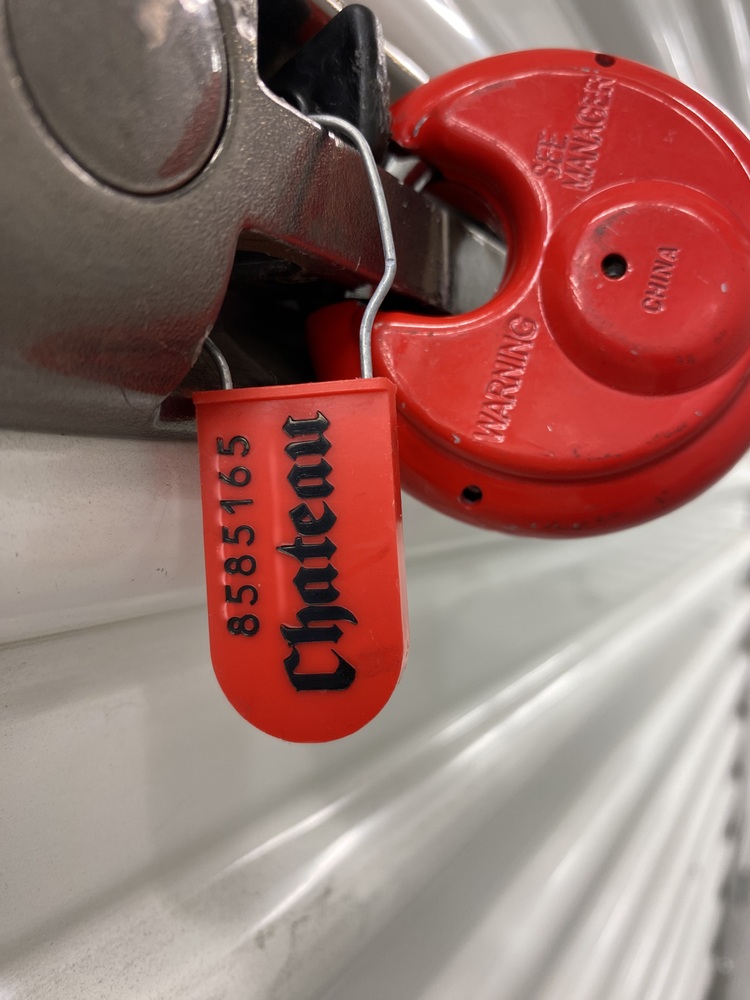 SEE
MANAGER
CHINA
WARNING
8585165
Chateau